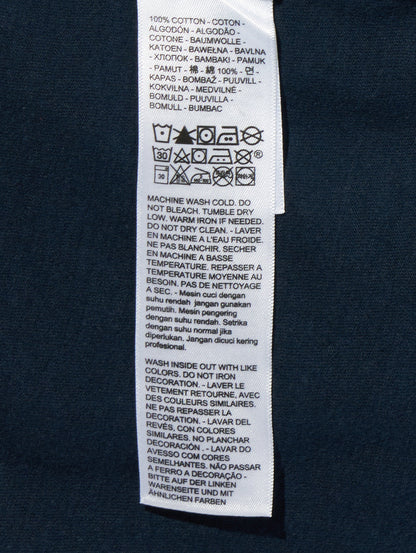 100% COTTON - COTON -
ALGODÓN - ALGODÃO -
COTONE - BAUMWOLLE -
KATOEN - BAWEŁNA - BAVLNA
- ХЛОПОК - BAMBAKI - PAMUK
- PAMUT - 棉 - 綿 100% - 면 -
KAPAS - BOMBAŽ - PUUVILL -
KOKVILNA - MEDVILNĖ -
BOMULD - PUUVILLA -
BOMULL - BUMBAC
30
®
30
MACHINE WASH COLD. DO
NOT BLEACH. TUMBLE DRY
LOW. WARM IRON IF NEEDED.
DO NOT DRY CLEAN. - LAVER
EN MACHINE A L'EAU FROIDE.
NE PAS BLANCHIR. SECHER
EN MACHINE A BASSE
TEMPERATURE. REPASSER A
TEMPERATURE MOYENNE AU
BESOIN. PAS DE NETTOYAGE
A SEC. - Mesin cuci dengan
suhu rendah jangan gunakan
pemutih. Mesin pengering
dengan suhu rendah. Setrika
dengan suhu normal jika
diperlukan. Jangan dicuci kering
profesional.
WASH INSIDE OUT WITH LIKE
COLORS. DO NOT IRON
DECORATION. - LAVER LE
VETEMENT RETOURNE, AVEC
DES COULEURS SIMILAIRES.
NE PAS REPASSER LA
DECORATION. - LAVAR DEL
REVÉS, CON COLORES
SIMILARES. NO PLANCHAR
DECORACIÓN . - LAVAR DO
AVESSO COM CORES
SEMELHANTES. NÃO PASSAR
A FERRO A DECORAÇÃO -
BITTE AUF DER LINKEN
WARENSEITE UND MIT
ÄHNLICHEN FARBEN